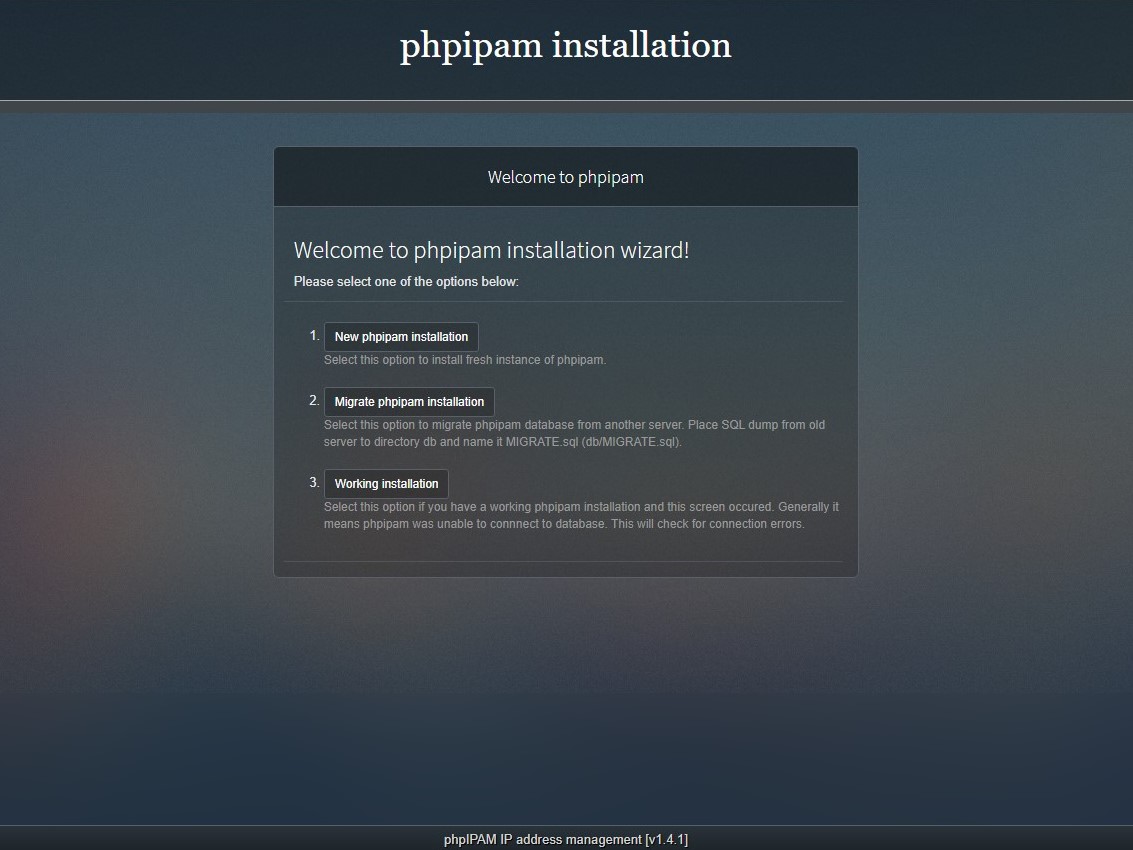 phpipam installation
Welcome to phpipam
Welcome to phpipam installation wizard!
Please select one of the options below:
1. New phpipam installation
Select this option to install fresh instance of phpipam.
2. Migrate phpipam installation
Select this option to migrate phpipam database from another server. Place SQL dump from old
server to directory db and name it MIGRATE.sql (db/MIGRATE.sql).
3. Working installation
Select this option if you have a working phpipam installation and this screen occured. Generally it
means phpipam was unable to connnect to database. This will check for connection errors.
phpIPAM IP address management [v1.4.1]